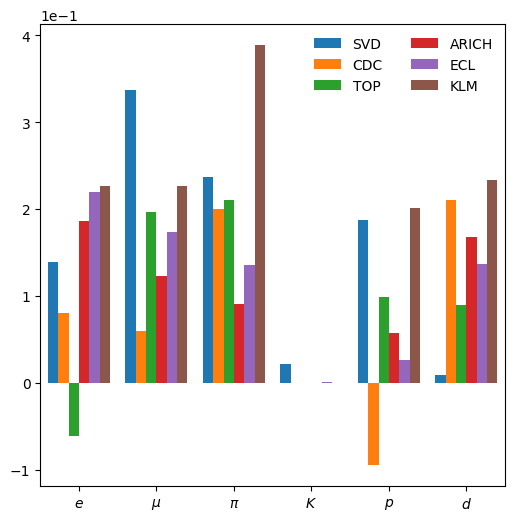 1e−1
SVD ARICH
CDC ECL
TOP KLM
4
3
2
1
0
−1
e μ π K p d